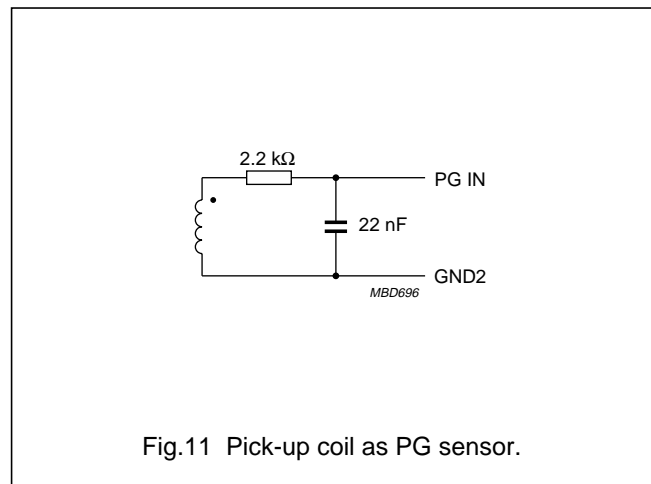 2.2 kΩ
PG IN
22 nF
GND2
MBD696
Fig.11 Pick-up coil as PG sensor.